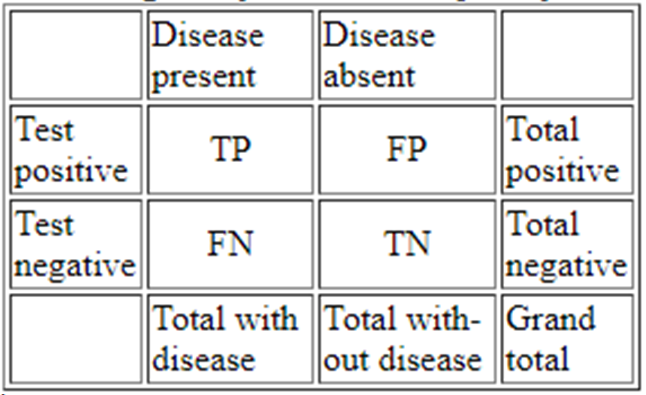 Disease present
Disease absent
Test positive
TP
FP
Total positive
Test negative
FN
TN
Total negative
Total with disease
Total with-out disease
Grand total